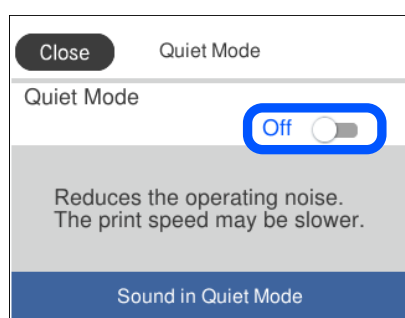 Close Quiet Mode
Quiet Mode
Off
Reduces the operating noise.
The print speed may be slower.
Sound in Quiet Mode